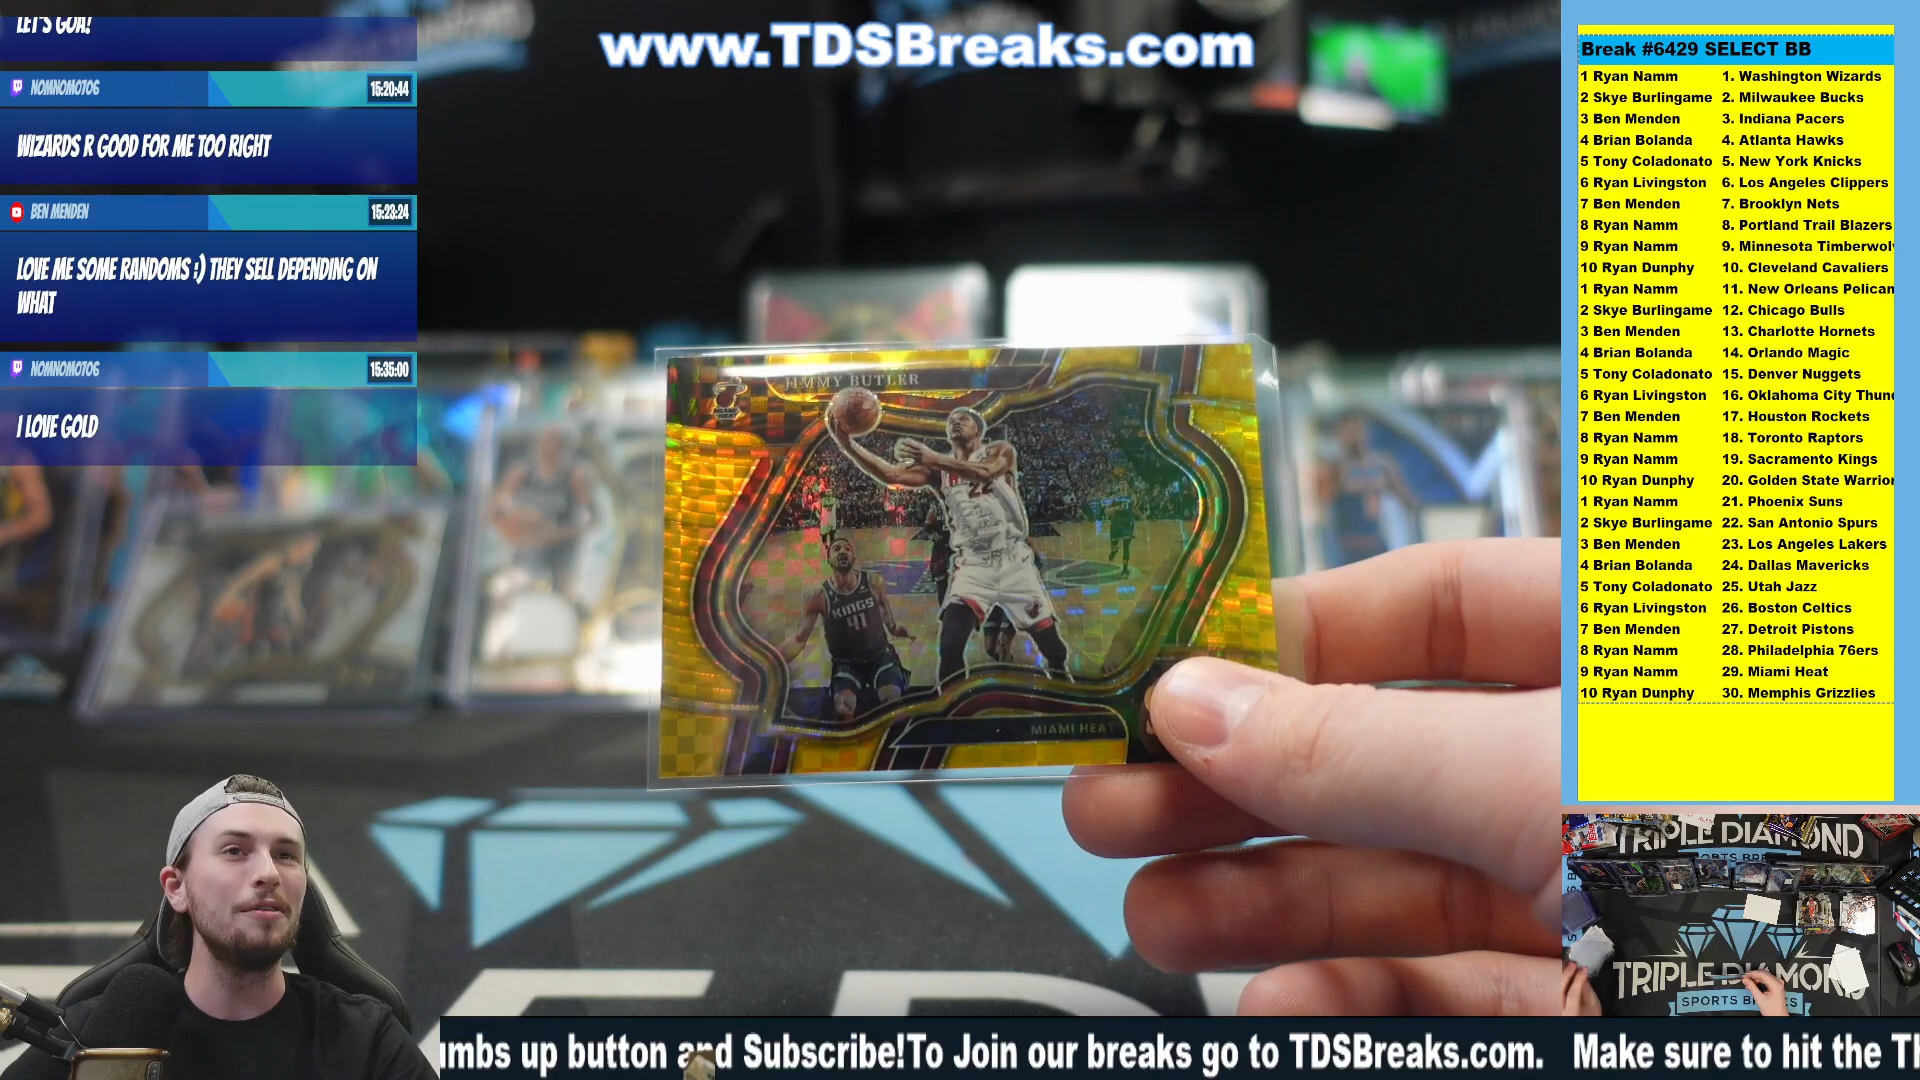 LET'S GOA!
NOMNOMO706
15:20:44
WIZARDS R GOOD FOR ME TOO RIGHT
BEN MENDEN
15:23:24
LOVE ME SOME RANDOMS :) THEY SELL DEPENDING ON
WHAT
NOMNOMO706
15:35:00
I LOVE GOLD
www.TDSBreaks.com
JIMMY BUTLER
MIAMI HEAT
KINGS
41
MIAMI HEAT
Break #6429 SELECT BB
1 Ryan Namm 1. Washington Wizards
2 Skye Burlingame 2. Milwaukee Bucks
3 Ben Menden 3. Indiana Pacers
4 Brian Bolanda 4. Atlanta Hawks
5 Tony Coladonato 5. New York Knicks
6 Ryan Livingston 6. Los Angeles Clippers
7 Ben Menden 7. Brooklyn Nets
8 Ryan Namm 8. Portland Trail Blazers
9 Ryan Namm 9. Minnesota Timberwol
10 Ryan Dunphy 10. Cleveland Cavaliers
1 Ryan Namm 11. New Orleans Pelican
2 Skye Burlingame 12. Chicago Bulls
3 Ben Menden 13. Charlotte Hornets
4 Brian Bolanda 14. Orlando Magic
5 Tony Coladonato 15. Denver Nuggets
6 Ryan Livingston 16. Oklahoma City Thun
7 Ben Menden 17. Houston Rockets
8 Ryan Namm 18. Toronto Raptors
9 Ryan Namm 19. Sacramento Kings
10 Ryan Dunphy 20. Golden State Warrior
1 Ryan Namm 21. Phoenix Suns
2 Skye Burlingame 22. San Antonio Spurs
3 Ben Menden 23. Los Angeles Lakers
4 Brian Bolanda 24. Dallas Mavericks
5 Tony Coladonato 25. Utah Jazz
6 Ryan Livingston 26. Boston Celtics
7 Ben Menden 27. Detroit Pistons
8 Ryan Namm 28. Philadelphia 76ers
9 Ryan Namm 29. Miami Heat
10 Ryan Dunphy 30. Memphis Grizzlies
TRIPLE DIAMOND
TRIPLE DIAMOND
SPORTS BREAKS
umbs up button and Subscribe!To Join our breaks go to TDSBreaks.com. Make sure to hit the Th